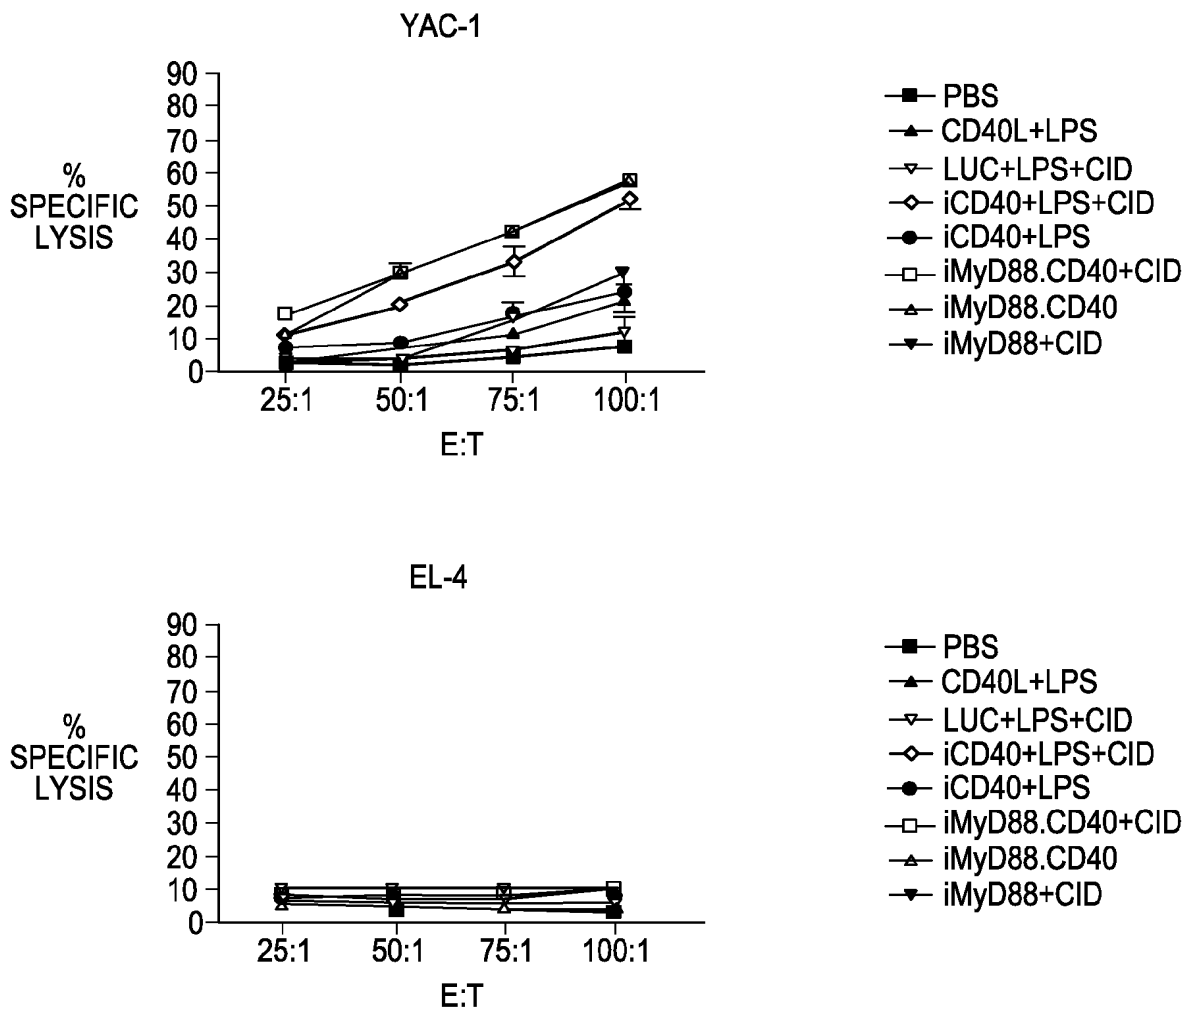 YAC-1
90
80
70
60
50
40
30
20
10
0
%
SPECIFIC
LYSIS
25:1
50:1
75:1
100:1
E:T
PBS
CD40L+LPS
LUC+LPS+CID
iCD40+LPS+CID
iCD40+LPS
iMyD88.CD40+CID
iMyD88.CD40
iMyD88+CID
EL-4
90
80
70
60
50
40
30
20
10
0
%
SPECIFIC
LYSIS
25:1
50:1
75:1
100:1
E:T
PBS
CD40L+LPS
LUC+LPS+CID
iCD40+LPS+CID
iCD40+LPS
iMyD88.CD40+CID
iMyD88.CD40
iMyD88+CID